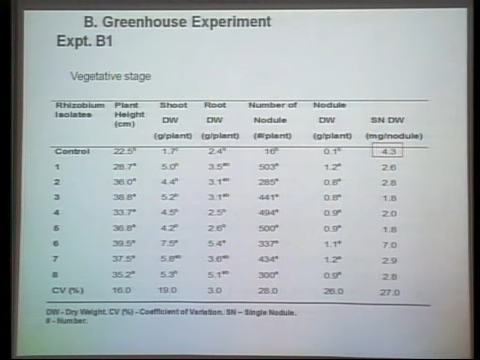 B. Greenhouse Experiment
Expt. B1
Vegetative stage
Rhizobium Isolates Plant Height (cm) Shoot DW (g/plant) Root DW (g/plant) Number of Nodule (#/plant) Nodule DW (g/plant) SN DW (mg/nodule)
Control 22.5 1.7 2.4 16 0.1 4.3
1 28.7 5.0 3.5 503 1.2 2.6
2 36.0 4.4 3.1 285 0.8 2.8
3 38.8 5.2 3.1 441 0.8 1.8
4 33.7 4.5 2.5 494 0.9 2.0
5 36.8 4.2 2.6 500 0.9 1.8
6 39.5 7.5 5.4 337 1.1 7.0
7 37.5 5.8 3.6 434 1.2 2.9
8 35.2 5.3 5.1 300 0.9 2.8
CV (%) 16.0 19.0 3.0 28.0 26.0 27.0
DW - Dry Weight. CV (%) - Coefficient of Variation. SN – Single Nodule.
# - Number.